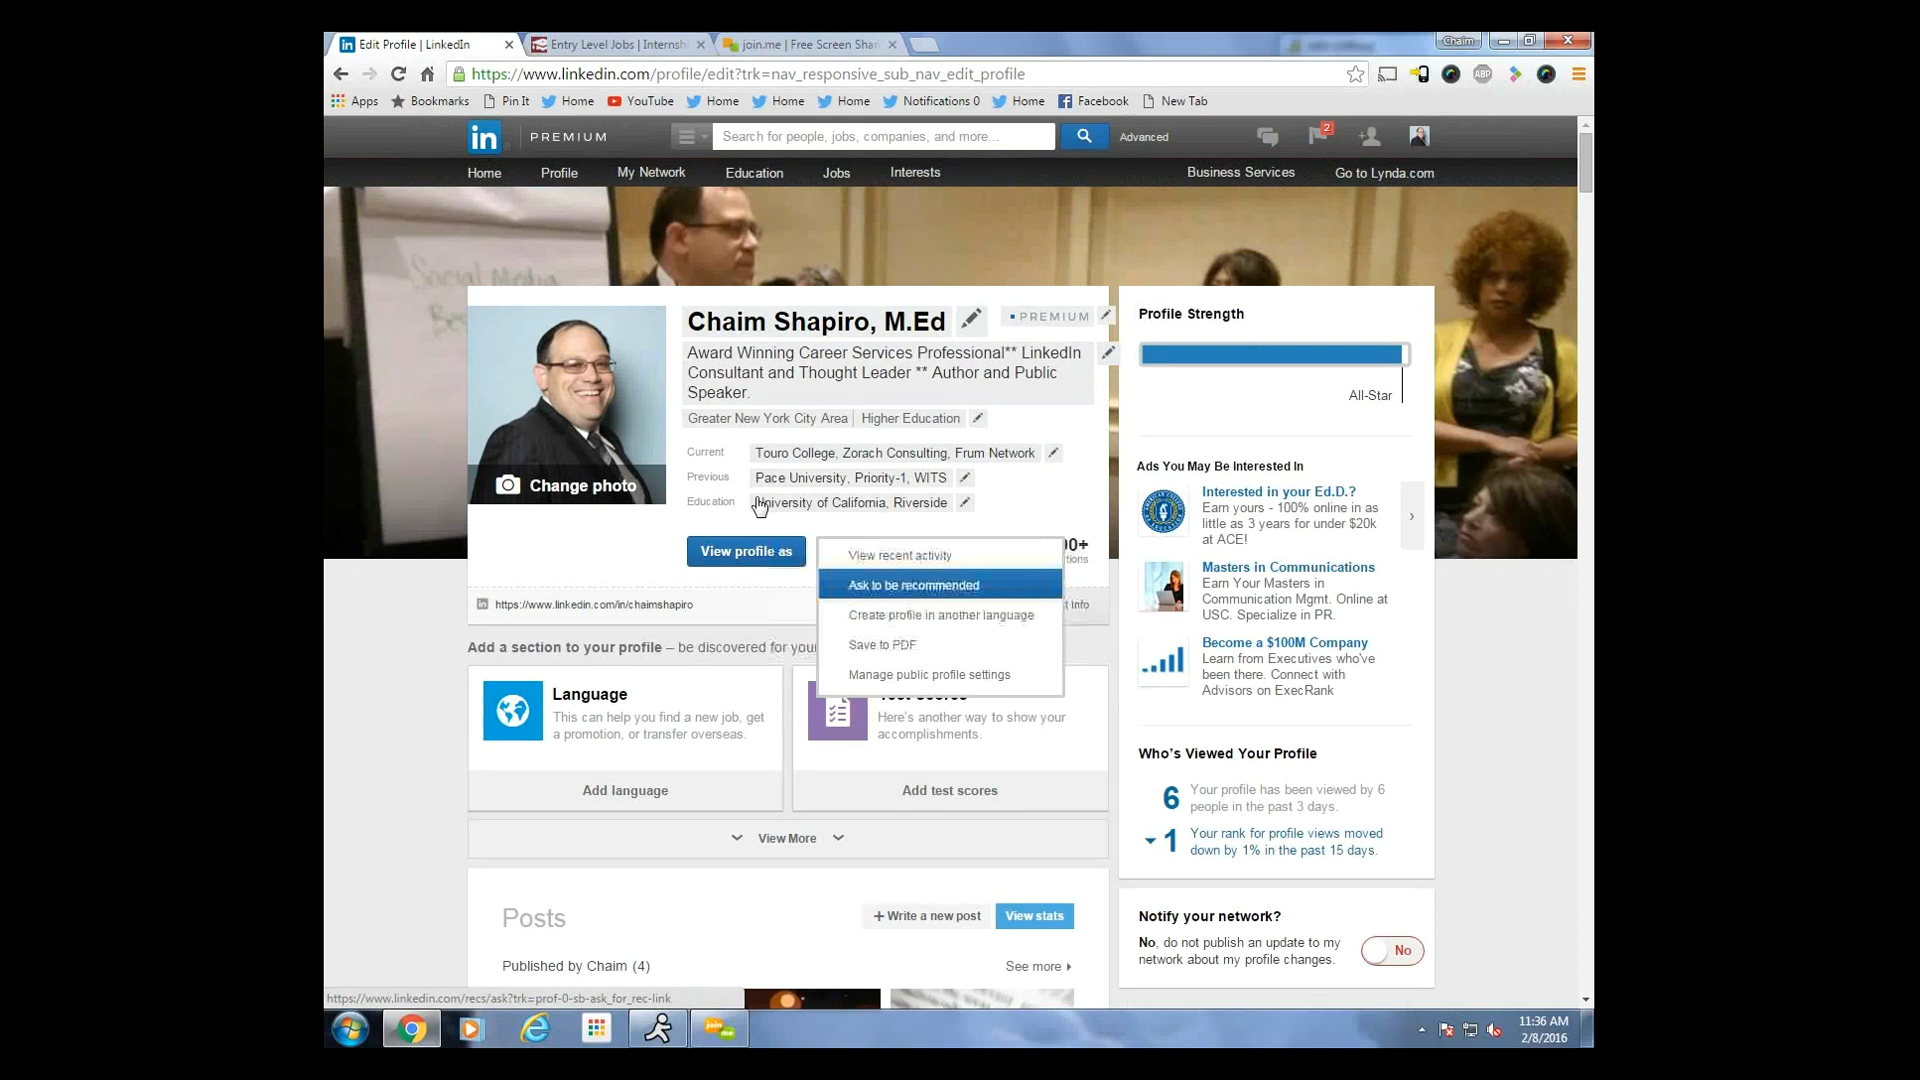 Edit Profile | LinkedIn
Entry Level Jobs | Internsh
join.me | Free Screen Shar
Chaim
https://www.linkedin.com/profile/edit?trk=nav_responsive_sub_nav_edit_profile
ABP
Apps Bookmarks Pin It Home YouTube Home Home Home Notifications 0 Home Facebook New Tab
in PREMIUM
Search for people, jobs, companies, and more...
Advanced
2
Home Profile My Network Education Jobs Interests Business Services Go to Lynda.com
Social Media
Chaim Shapiro, M.Ed
PREMIUM
Award Winning Career Services Professional** LinkedIn
Consultant and Thought Leader ** Author and Public
Speaker.
Greater New York City Area Higher Education
Current Touro College, Zorach Consulting, Frum Network
Previous Pace University, Priority-1, WITS
Education University of California, Riverside
Change photo
View profile as
View recent activity
Ask to be recommended
Create profile in another language
Save to PDF
Manage public profile settings
00+
https://www.linkedin.com/in/chaimshapiro
t Info
Add a section to your profile – be discovered for your
Language
This can help you find a new job, get
a promotion, or transfer overseas.
Add language
Here's another way to show your
accomplishments.
Add test scores
View More
Posts
+ Write a new post
View stats
Published by Chaim (4)
See more
Profile Strength
All-Star
Ads You May Be Interested In
Interested in your Ed.D.?
Earn yours - 100% online in as
little as 3 years for under $20k
at ACE!
Masters in Communications
Earn Your Masters in
Communication Mgmt. Online at
USC. Specialize in PR.
Become a $100M Company
Learn from Executives who've
been there. Connect with
Advisors on ExecRank
Who's Viewed Your Profile
6 Your profile has been viewed by 6
people in the past 3 days.
1 Your rank for profile views moved
down by 1% in the past 15 days.
Notify your network?
No, do not publish an update to my
network about my profile changes.
No
https://www.linkedin.com/recs/ask?trk=prof-0-sb-ask_for_rec-link
join.me
11:36 AM
2/8/2016